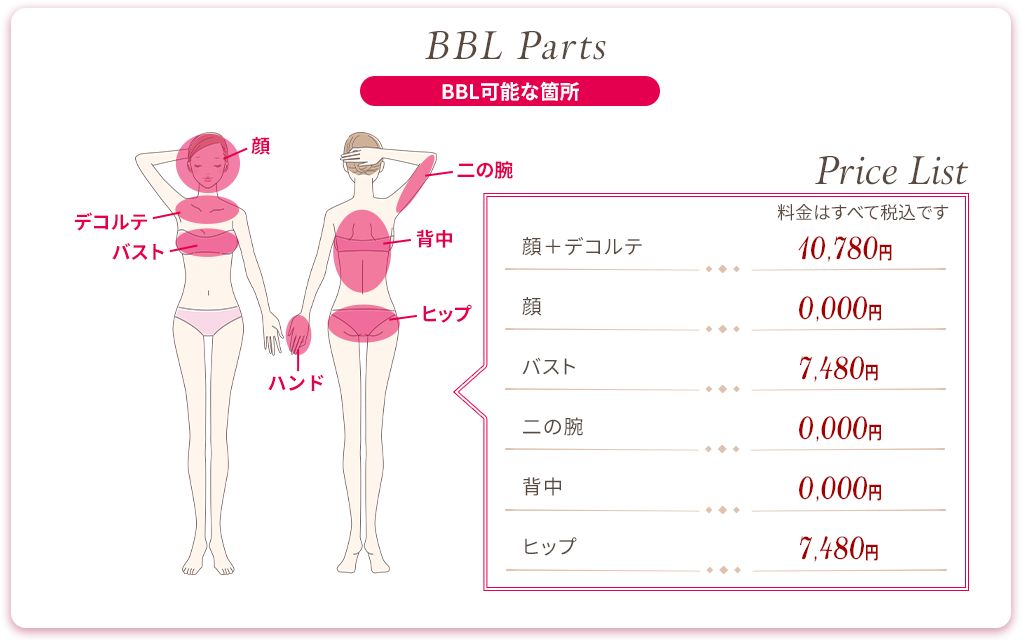 BBL Parts
BBL可能な箇所
顔
二の腕
デコルテ
バスト
背中
ヒップ
ハンド
Price List
料金はすべて税込です
顔＋デコルテ 10,780円
顔 0,000円
バスト 7,480円
二の腕 0,000円
背中 0,000円
ヒップ 7,480円